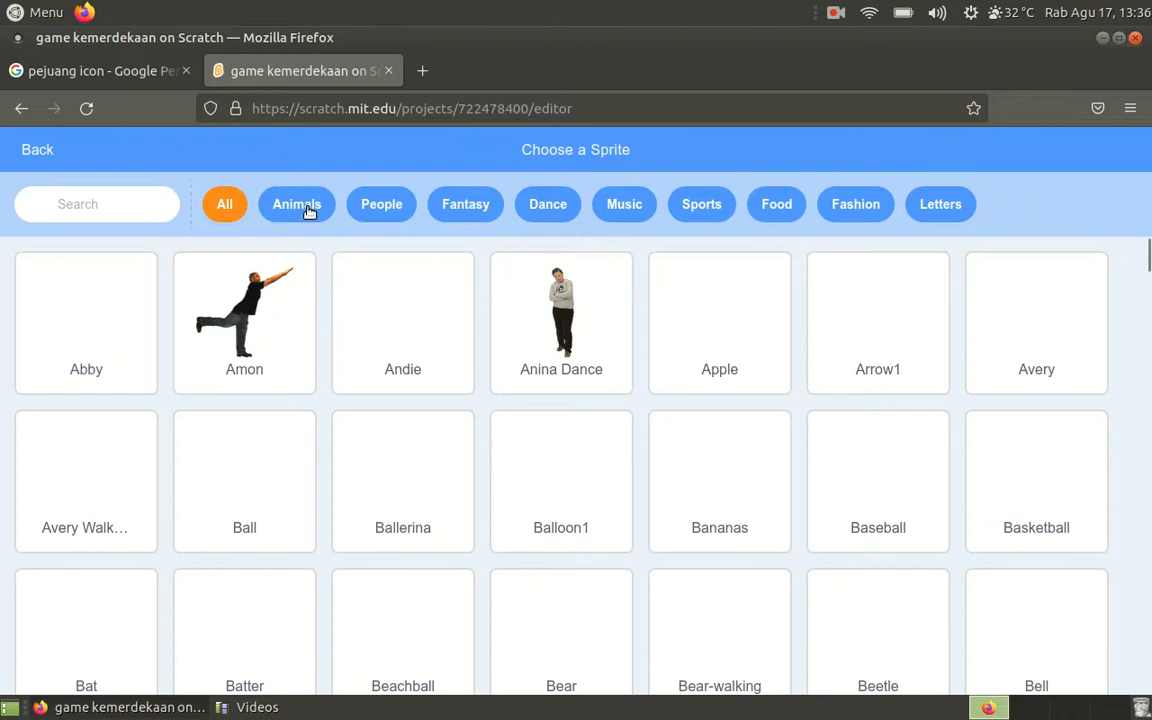 Menu
32 °C Rab Agu 17, 13:36
game kemerdekaan on Scratch — Mozilla Firefox
pejuang icon - Google Pe
game kemerdekaan on Sc
https://scratch.mit.edu/projects/722478400/editor
Back
Choose a Sprite
Search
All
Animals
People
Fantasy
Dance
Music
Sports
Food
Fashion
Letters
Abby
Amon
Andie
Anina Dance
Apple
Arrow1
Avery
Avery Walk...
Ball
Ballerina
Balloon1
Bananas
Baseball
Basketball
Bat
Batter
Beachball
Bear
Bear-walking
Beetle
Bell
game kemerdekaan on...
Videos